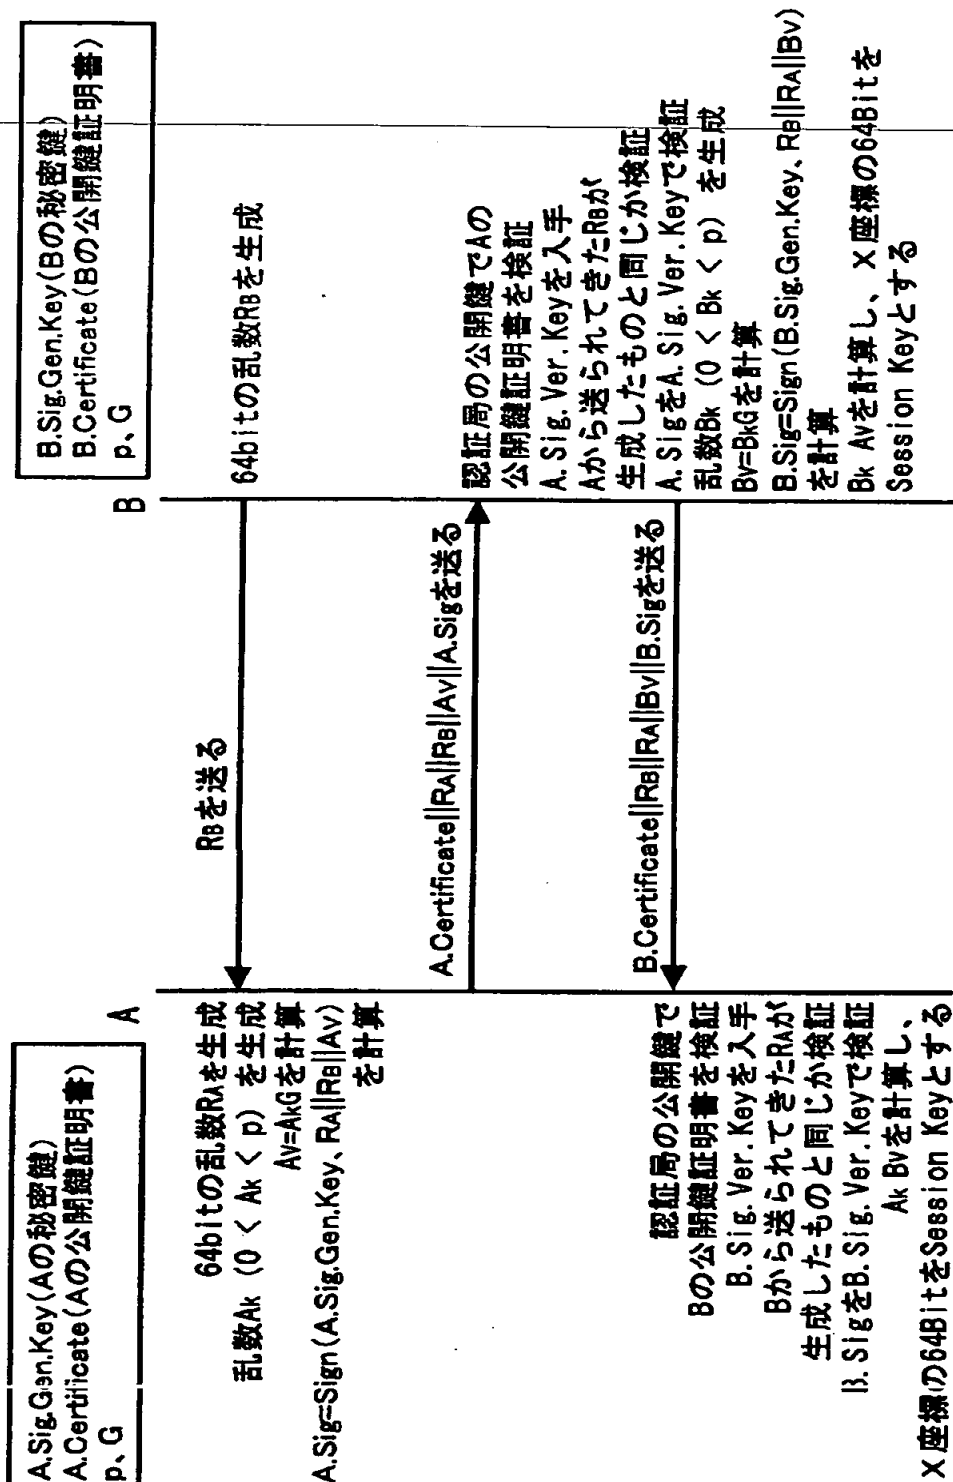 A.Sig.Gen.Key(Aの秘密鍵)
A.Certificate(Aの公開鍵証明書)
p、G
B.Sig.Gen.Key(Bの秘密鍵)
B.Certificate(Bの公開鍵証明書)
p、G
A
B
64bitの乱数RBを生成
RBを送る
64bitの乱数RAを生成
乱数Ak (0 < Ak < p) を生成
Av=AkGを計算
A.Sig=Sign(A.Sig.Gen.Key、RA||RB||Av)
を計算
A.Certificate||RA||RB||Av||A.Sigを送る
認証局の公開鍵でAの
公開鍵証明書を検証
A.Sig.Ver.Keyを入手
Aから送られてきたRBが
生成したものと同じか検証
A.SigをA.Sig.Ver.Keyで検証
乱数Bk (0 < Bk < p) を生成
Bv=BkGを計算
B.Sig=Sign(B.Sig.Gen.Key、RB||RA||Bv)
を計算
Bk Avを計算し、X座標の64Bitを
Session Keyとする
B.Certificate||RB||RA||Bv||B.Sigを送る
認証局の公開鍵で
Bの公開鍵証明書を検証
B.Sig.Ver.Keyを入手
Bから送られてきたRAが
生成したものと同じか検証
B.SigをB.Sig.Ver.Keyで検証
Ak Bvを計算し、
X座標の64BitをSession Keyとする